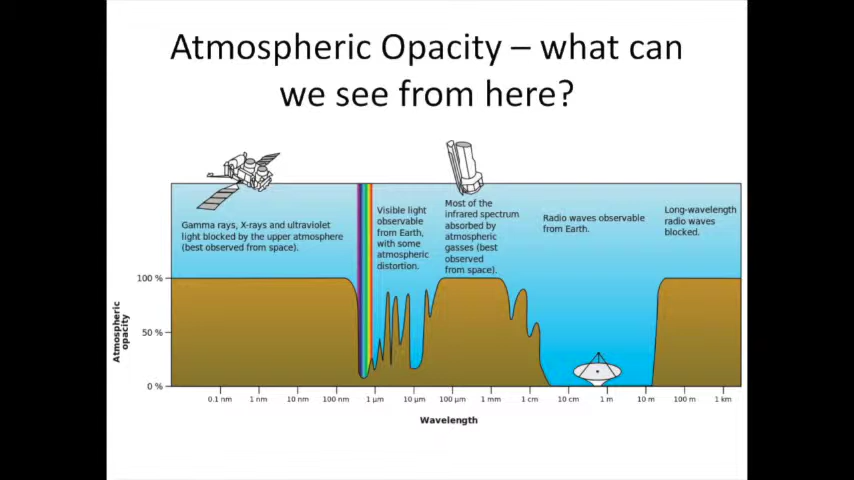 Atmospheric Opacity – what can
we see from here?
Gamma rays, X-rays and ultraviolet
light blocked by the upper atmosphere
(best observed from space).
Visible light
observable
from Earth,
with some
atmospheric
distortion.
Most of the
infrared spectrum
absorbed by
atmospheric
gasses (best
observed
from space).
Radio waves observable
from Earth.
Long-wavelength
radio waves
blocked.
Atmospheric
opacity
100 %
50 %
0 %
0.1 nm 1 nm 10 nm 100 nm 1 μm 10 μm 100 μm 1 mm 1 cm 10 cm 1 m 10 m 100 m 1 km
Wavelength